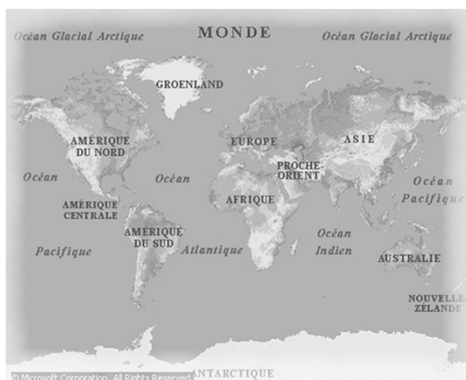 MONDE
Océan Glacial Arctique
Océan Glacial Arctique
GROENLAND
AMÉRIQUE
DU NORD
EUROPE
ASIE
PROCHE-
ORIENT
Océan
Océan
Océan
Pacifique
AFRIQUE
AMÉRIQUE
CENTRALE
AMÉRIQUE
DU SUD
Pacifique
Atlantique
Océan
Indien
AUSTRALIE
NOUVELLE-
ZÉLANDE
ANTARCTIQUE
© Microsoft Corporation. All Rights Reserved.